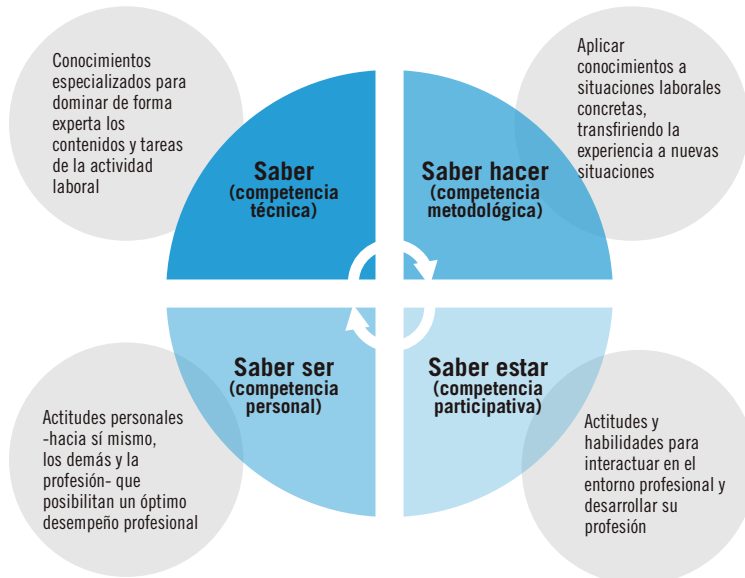 Conocimientos
especializados para
dominar de forma
experta los
contenidos y tareas
de la actividad
laboral
Saber
(competencia
técnica)
Saber hacer
(competencia
metodológica)
Aplicar
conocimientos a
situaciones laborales
concretas,
transfiriendo la
experiencia a nuevas
situaciones
Actitudes personales
-hacia sí mismo,
los demás y la
profesión- que
posibilitan un óptimo
desempeño profesional
Saber ser
(competencia
personal)
Saber estar
(competencia
participativa)
Actitudes y
habilidades para
interactuar en el
entorno profesional y
desarrollar su
profesión